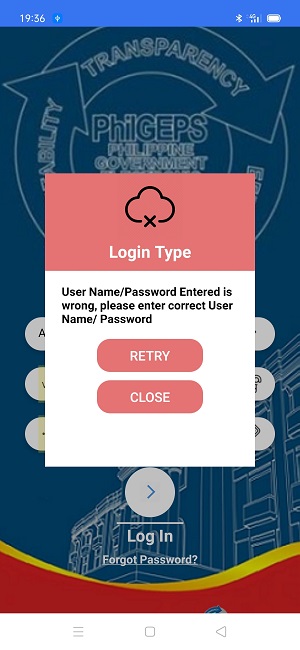 19:36
TRANSPARENCY
PhilGEPS
PHILIPPINE
GOVERNMENT
Login Type
User Name/Password Entered is
wrong, please enter correct User
Name/ Password
RETRY
CLOSE
Log In
Forgot Password?